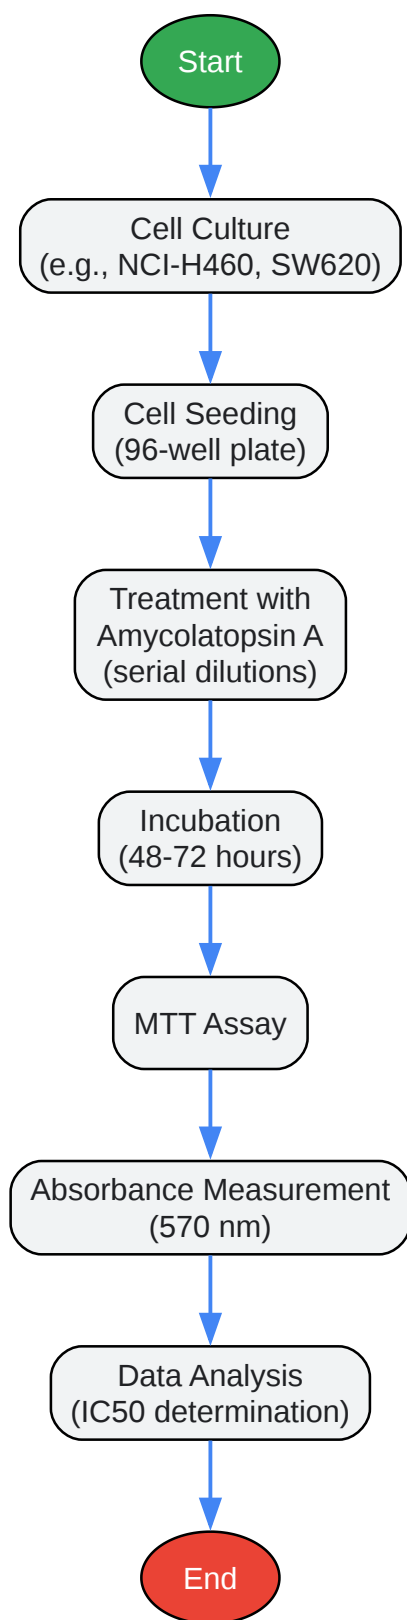 Start
Cell Culture
(e.g., NCI-H460, SW620)
Cell Seeding
(96-well plate)
Treatment with
Amycolatopsin A
(serial dilutions)
Incubation
(48-72 hours)
MTT Assay
Absorbance Measurement
(570 nm)
Data Analysis
(IC50 determination)
End